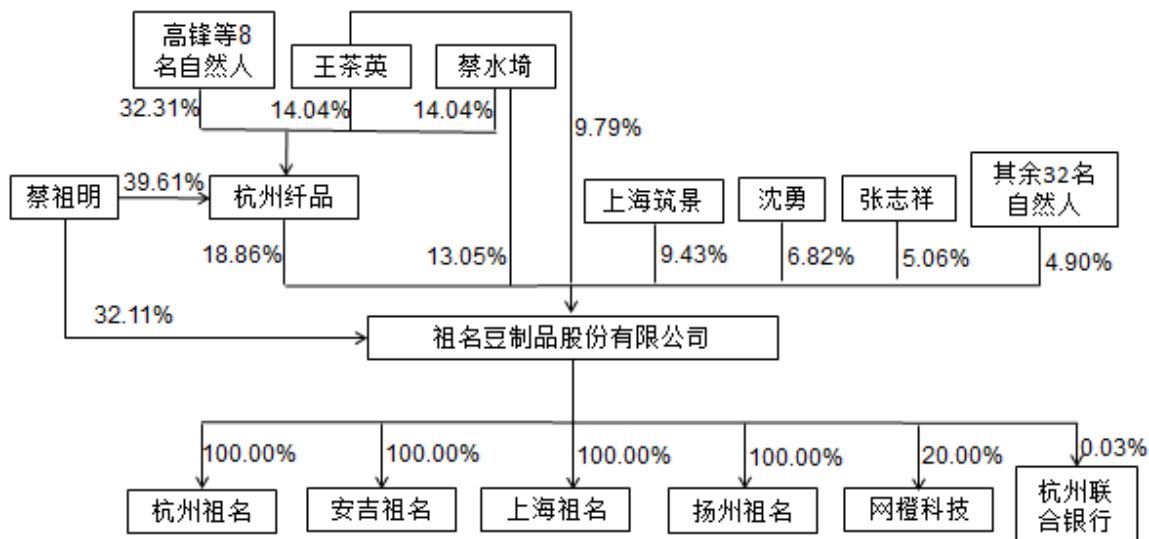 高锋等8
名自然人
王茶英
蔡水埼
32.31%
14.04%
14.04%
9.79%
蔡祖明
39.61%
杭州纤品
上海筑景
沈勇
张志祥
其余32名
自然人
18.86%
13.05%
9.43%
6.82%
5.06%
4.90%
32.11%
祖名豆制品股份有限公司
100.00%
100.00%
100.00%
100.00%
20.00%
0.03%
杭州祖名
安吉祖名
上海祖名
扬州祖名
网橙科技
杭州联
合银行